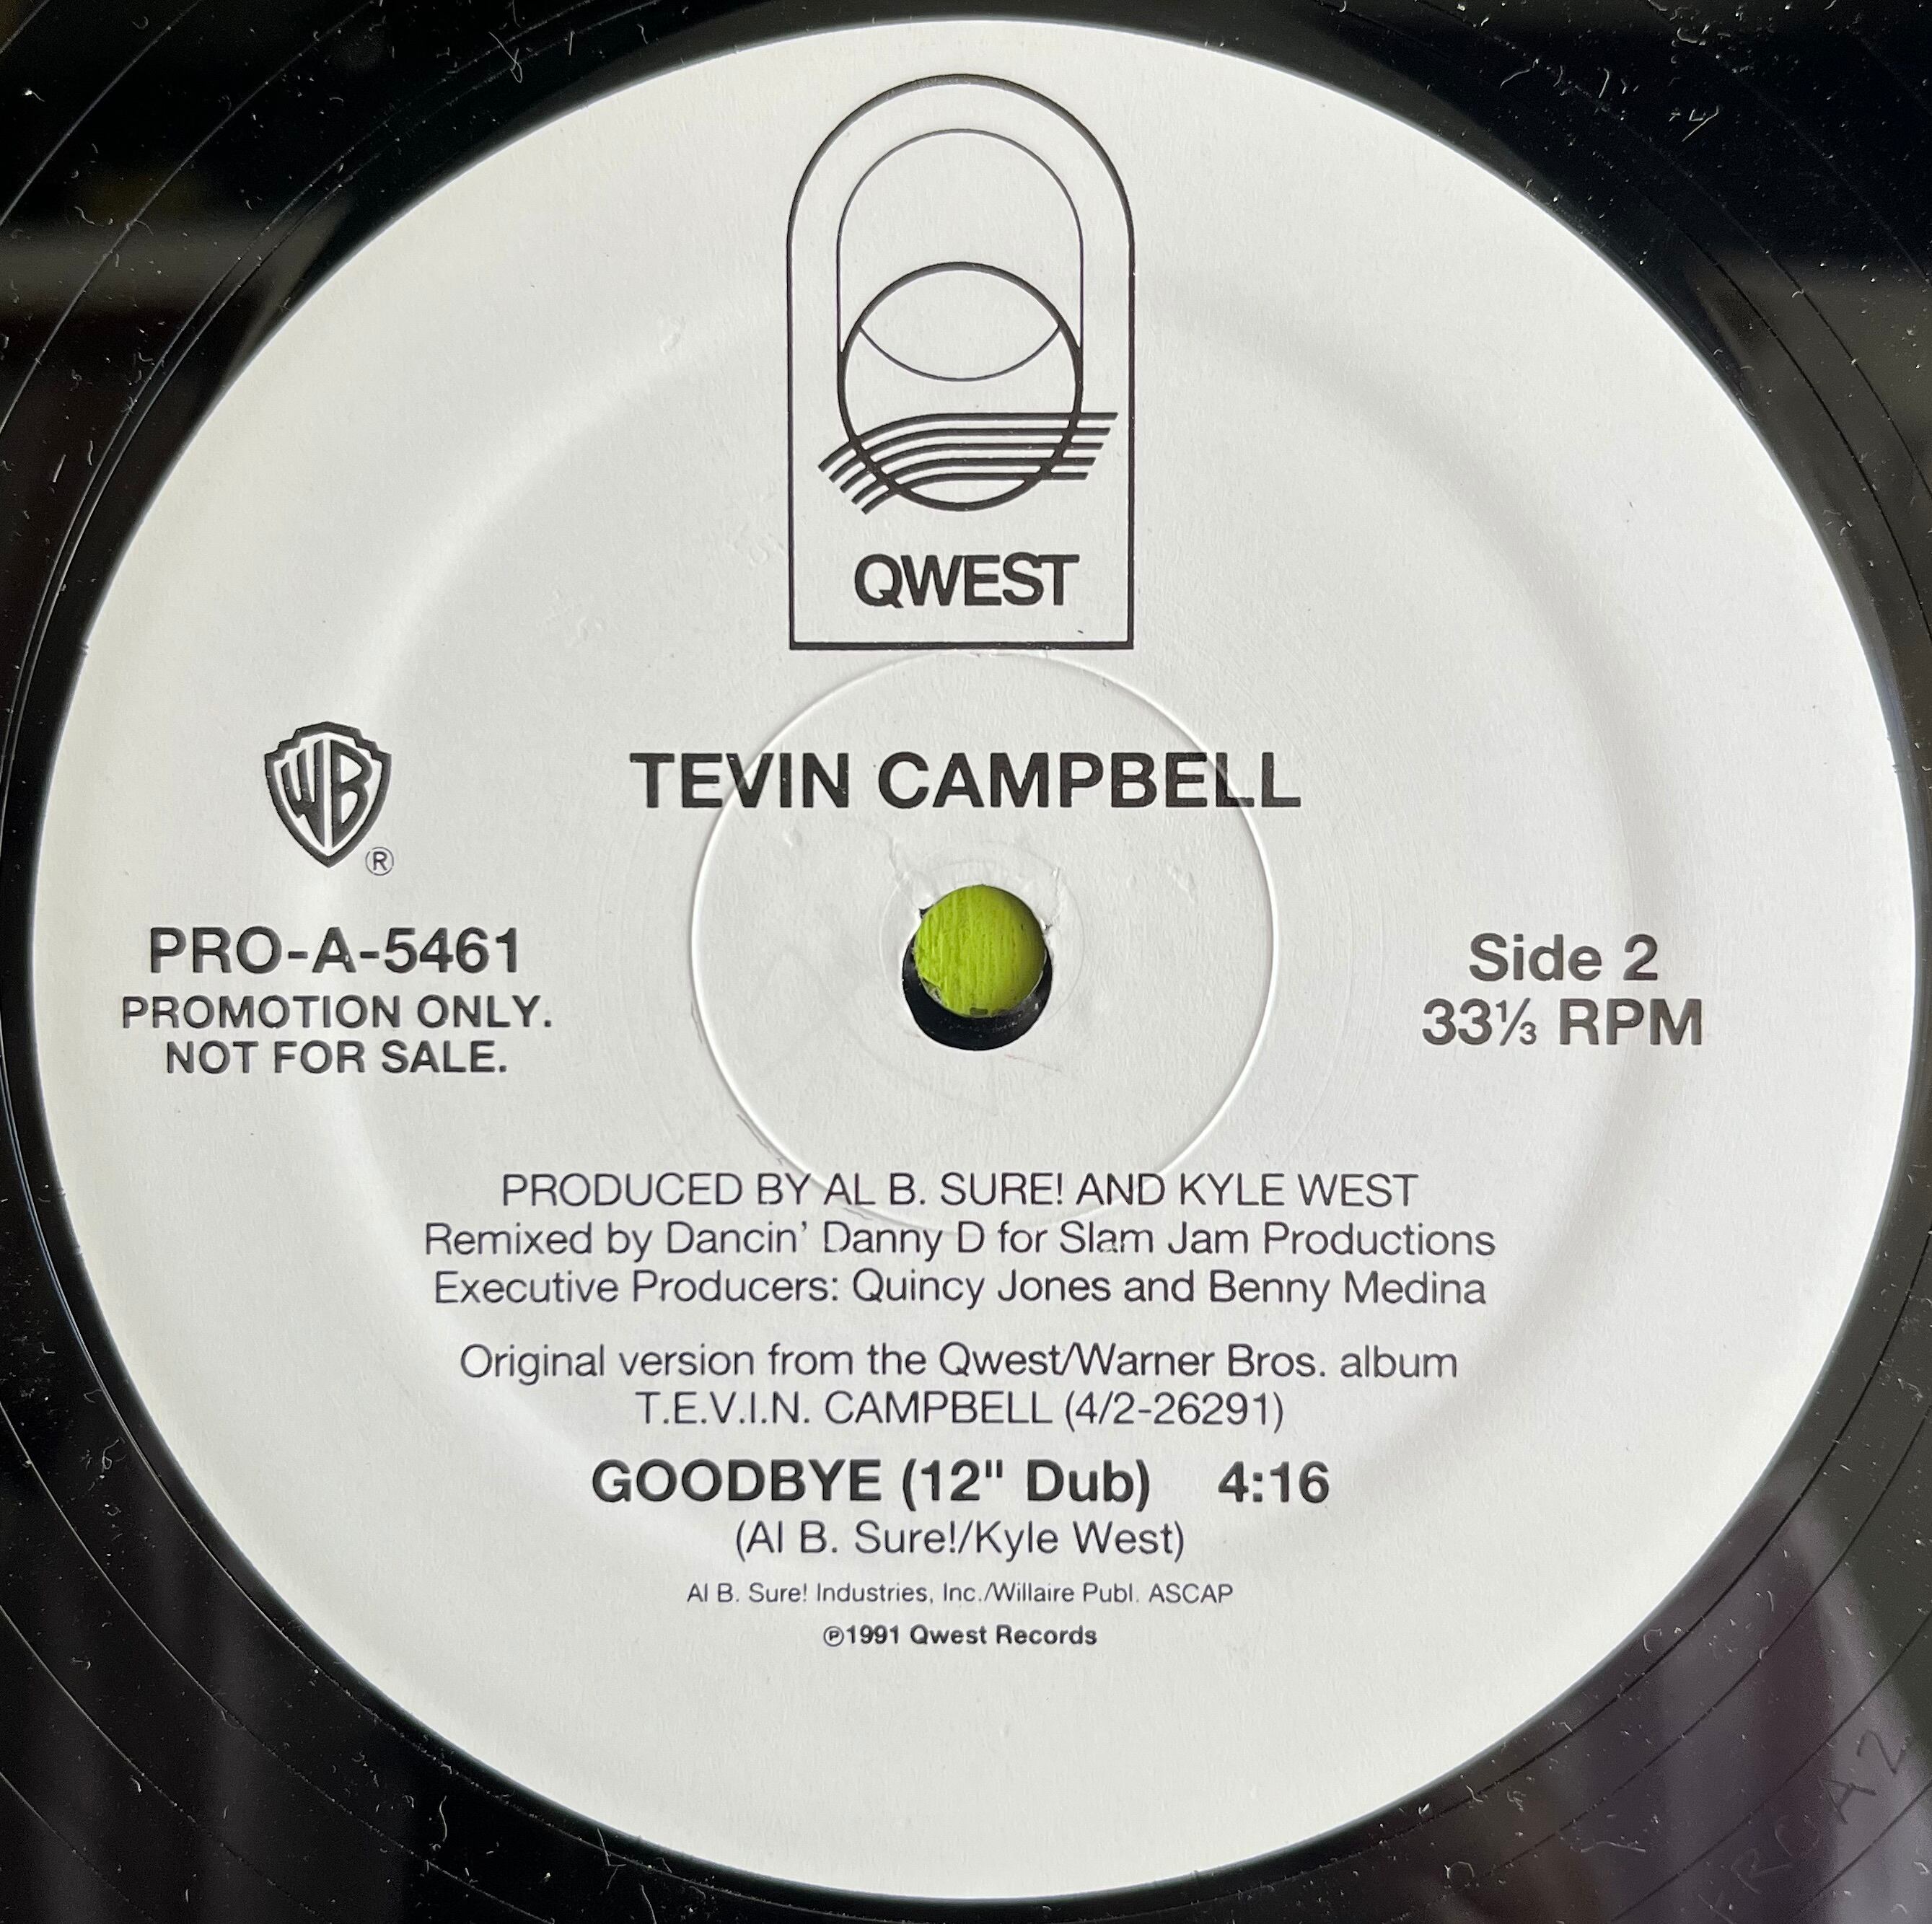 QWEST
TEVIN CAMPBELL
WB
®
PRO-A-5461
PROMOTION ONLY.
NOT FOR SALE.
Side 2
33⅓ RPM
PRODUCED BY AL B. SURE! AND KYLE WEST
Remixed by Dancin' Danny D for Slam Jam Productions
Executive Producers: Quincy Jones and Benny Medina
Original version from the Qwest/Warner Bros. album
T.E.V.I.N. CAMPBELL (4/2-26291)
GOODBYE (12" Dub) 4:16
(Al B. Sure!/Kyle West)
Al B. Sure! Industries, Inc./Willaire Publ. ASCAP
℗1991 Qwest Records